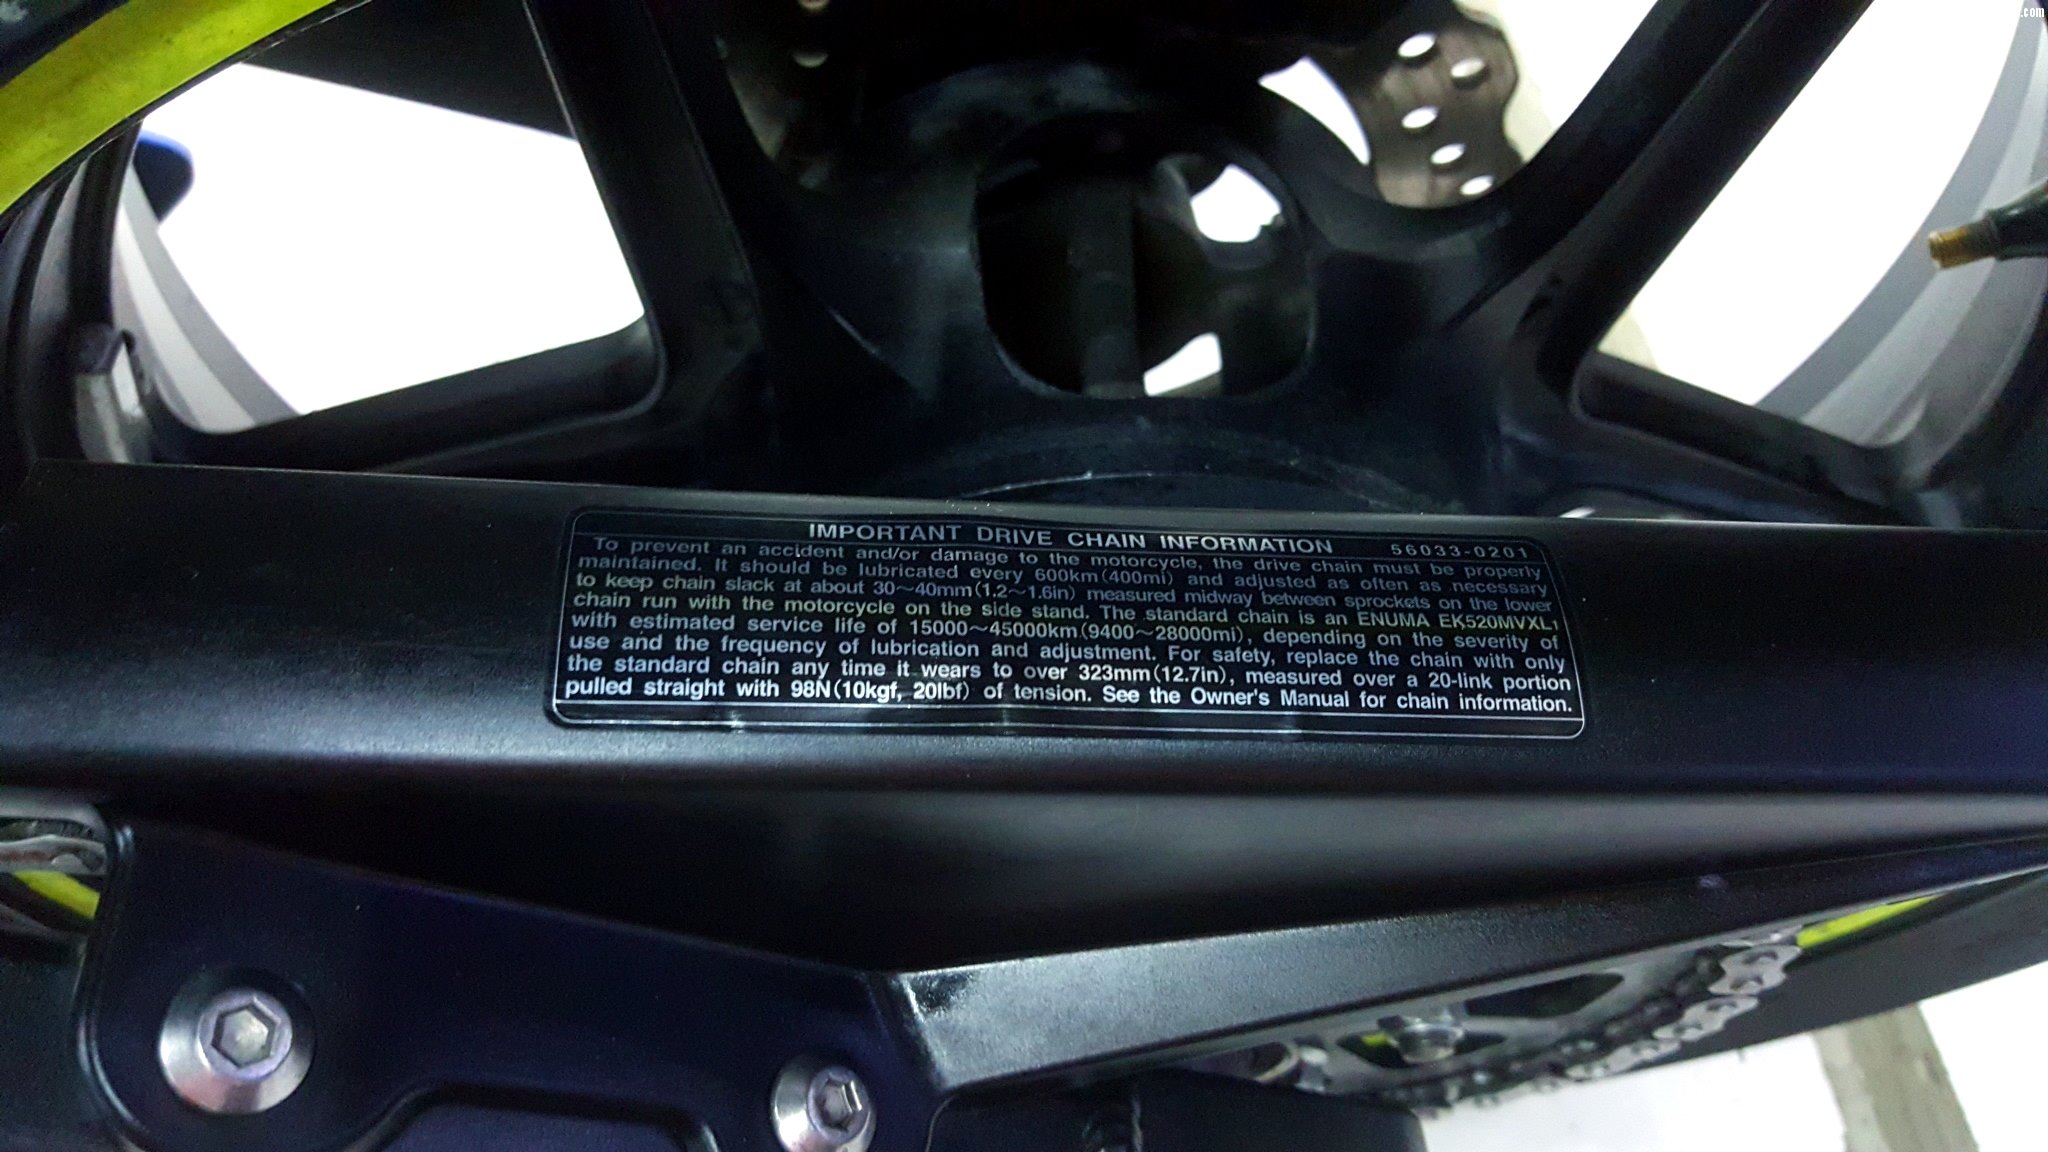 .com
IMPORTANT DRIVE CHAIN INFORMATION 56033-0201
To prevent an accident and/or damage to the motorcycle, the drive chain must be properly
maintained. It should be lubricated every 600km(400mi) and adjusted as often as necessary
to keep chain slack at about 30~40mm(1.2~1.6in) measured midway between sprockets on the lower
chain run with the motorcycle on the side stand. The standard chain is an ENUMA EK520MVXL1
with estimated service life of 15000~45000km(9400~28000mi), depending on the severity of
use and the frequency of lubrication and adjustment. For safety, replace the chain with only
the standard chain any time it wears to over 323mm(12.7in), measured over a 20-link portion
pulled straight with 98N(10kgf, 20lbf) of tension. See the Owner's Manual for chain information.